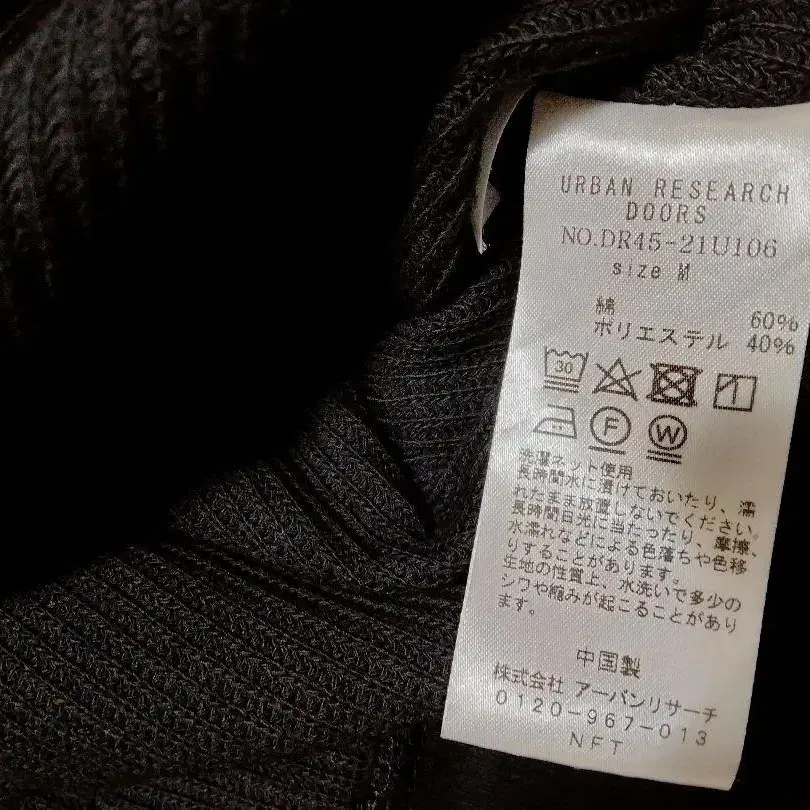 URBAN RESEARCH
DOORS
NO.DR45-21U106
size M
綿 60%
ポリエステル 40%
30
F W
洗濯ネット使用
長時間水に漬けておいたり、濡
れたまま放置しないでください。
長時間日光に当たったり、摩擦、
水濡れなどによる色落ちや色移
りすることがあります。
生地の性質上、水洗いで多少の
シワや縮みが起こることがあり
ます。
中国製
株式会社 アーバンリサーチ
0120-967-013
NFT